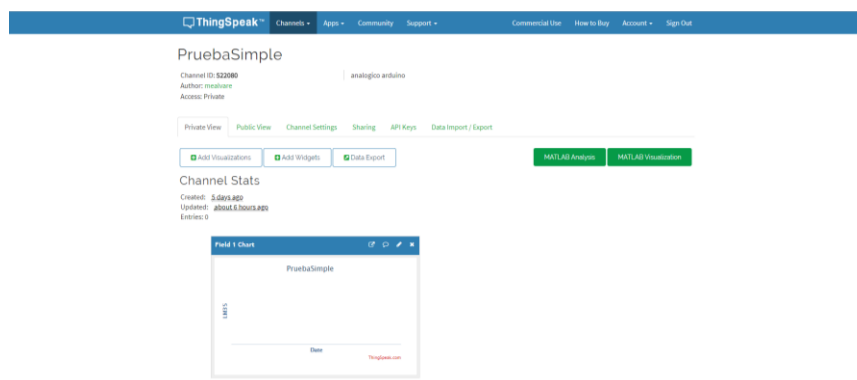 ThingSpeak™ Channels Apps Community Support Commercial Use How to Buy Account Sign Out
PruebaSimple
Channel ID: 522080 analogico arduino
Author: mealvare
Access: Private
Private View Public View Channel Settings Sharing API Keys Data Import / Export
Add Visualizations Add Widgets Data Export MATLAB Analysis MATLAB Visualization
Channel Stats
Created: 5 days ago
Updated: about 6 hours ago
Entries: 0
Field 1 Chart
PruebaSimple
LM35
Date
ThingSpeak.com